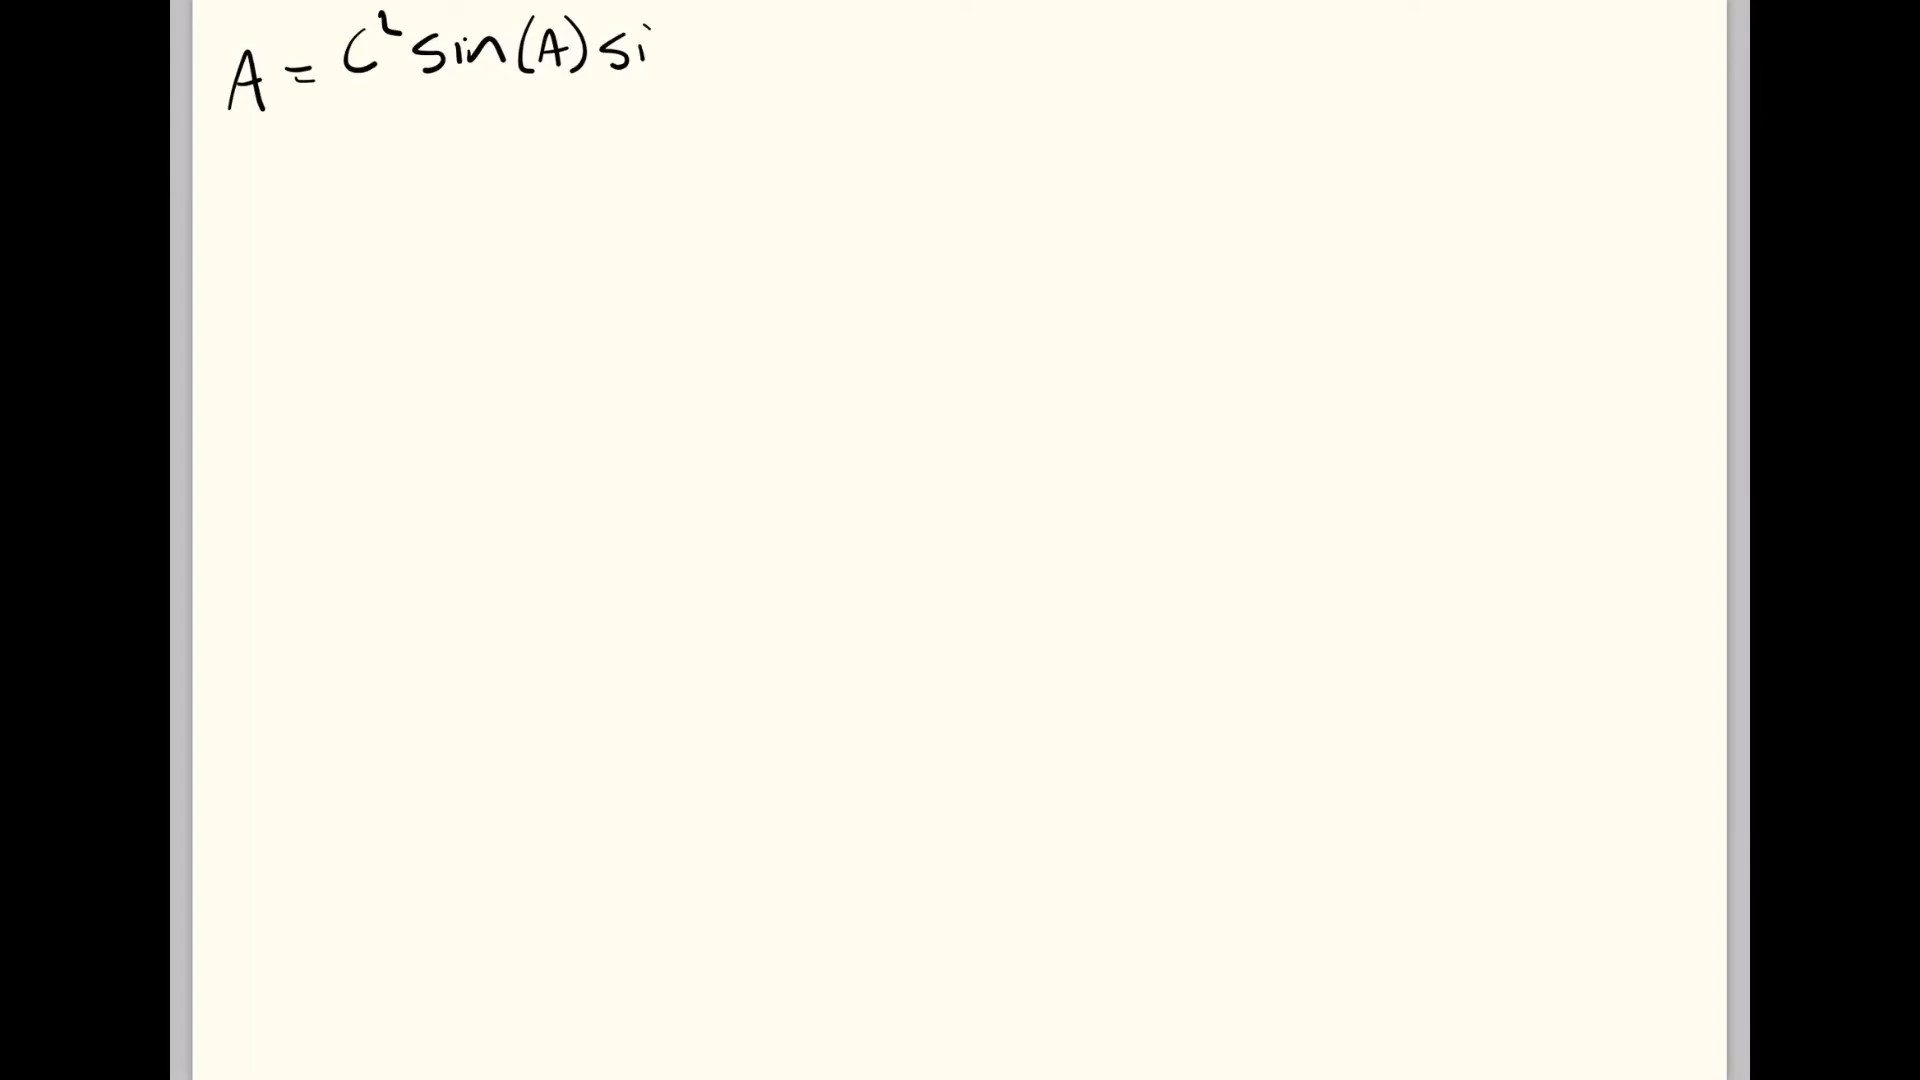 A = c² sin(A) si